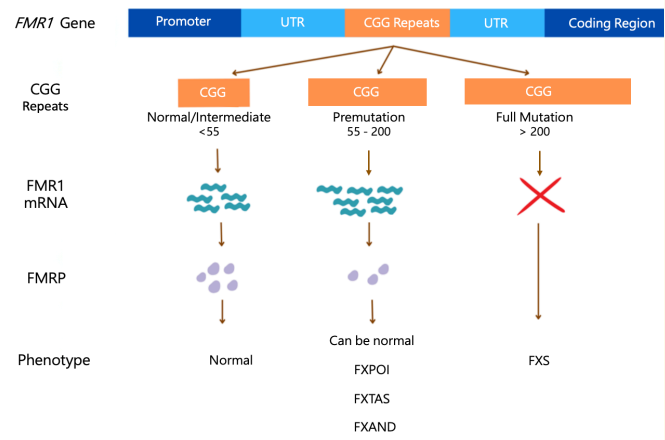 FMR1 Gene
Promoter
UTR
CGG Repeats
UTR
Coding Region
CGG
Repeats
CGG
CGG
CGG
Normal/Intermediate
<55
Premutation
55 - 200
Full Mutation
> 200
FMR1
mRNA
FMRP
Phenotype
Normal
Can be normal
FXPOI
FXTAS
FXAND
FXS